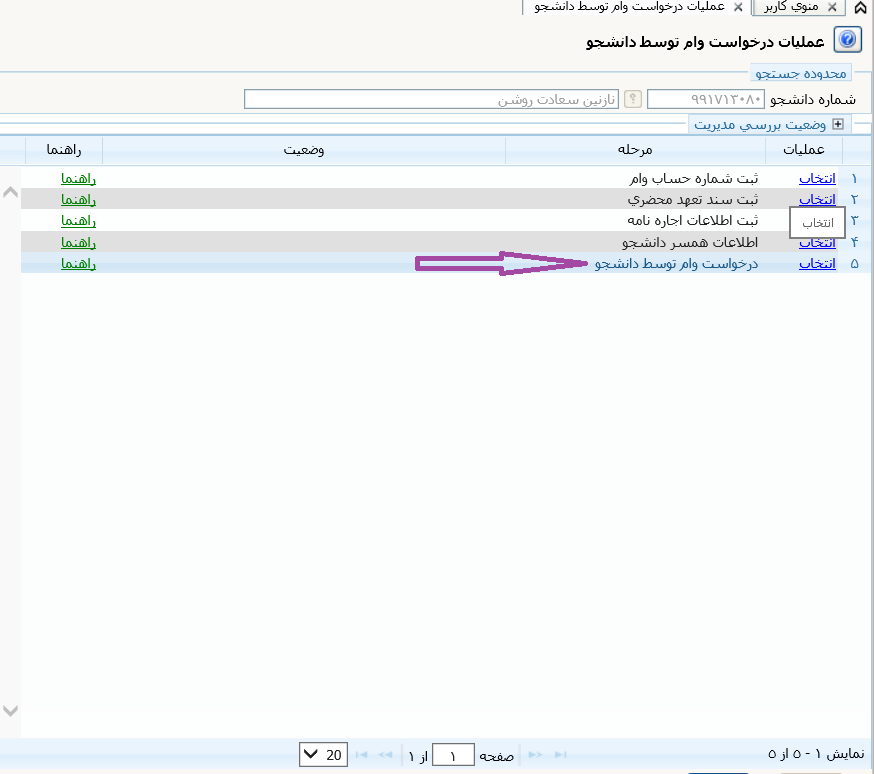 منوي کاربر عمليات درخواست وام توسط دانشجو
عمليات درخواست وام توسط دانشجو
محدوده جستجو
شماره دانشجو ۹۹۱۷۱۳۰۸۰ ? نازنين سعادت روشن
وضعيت بررسي مديريت
عمليات مرحله وضعيت راهنما
۱ انتخاب ثبت شماره حساب وام راهنما
۲ انتخاب ثبت سند تعهد محضري راهنما
۳ انتخاب ثبت اطلاعات اجاره نامه راهنما
۴ انتخاب اطلاعات همسر دانشجو راهنما
۵ انتخاب درخواست وام توسط دانشجو راهنما
نمايش ۱ - ۵ از ۵ صفحه ۱ از ۱ 20